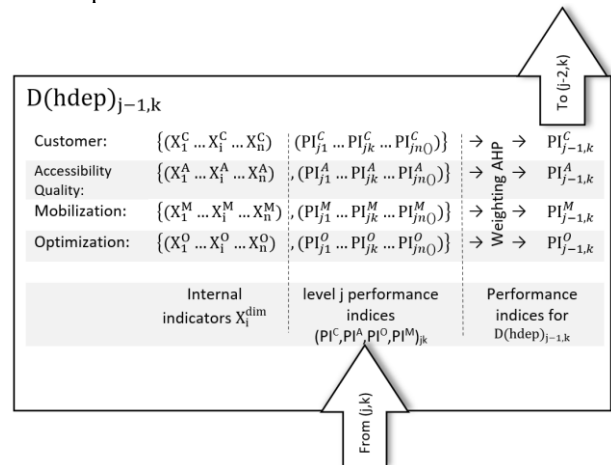 To (j-2,k)
D(hdep)ⱼ₋₁,ₖ
Customer: {(X₁ᶜ … Xᵢᶜ … Xₙᶜ) (PIⱼ₁ᶜ … PIⱼₖᶜ … PIⱼₙ₍₎ᶜ)} → → PIⱼ₋₁,ₖᶜ
Accessibility Quality: {(X₁ᴬ … Xᵢᴬ … Xₙᴬ) ,(PIⱼ₁ᴬ … PIⱼₖᴬ … PIⱼₙ₍₎ᴬ)} → → PIⱼ₋₁,ₖᴬ
Mobilization: {(X₁ᴹ … Xᵢᴹ … Xₙᴹ) ,(PIⱼ₁ᴹ … PIⱼₖᴹ … PIⱼₙ₍₎ᴹ)} → → PIⱼ₋₁,ₖᴹ
Optimization: {(X₁ᴼ … Xᵢᴼ … Xₙᴼ) ,(PIⱼ₁ᴼ … PIⱼₖᴼ … PIⱼₙ₍₎ᴼ)} → → PIⱼ₋₁,ₖᴼ
Weighting AHP
Internal
indicators Xᵢᵈⁱᵐ
level j performance
indices
(PIᶜ,PIᴬ,PIᴼ,PIᴹ)ⱼₖ
Performance
indices for
D(hdep)ⱼ₋₁,ₖ
From (j,k)